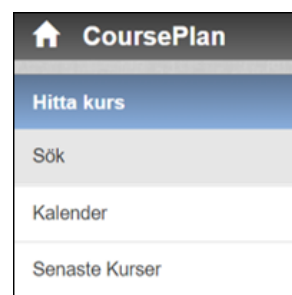 CoursePlan
Hitta kurs
Sök
Kalender
Senaste Kurser